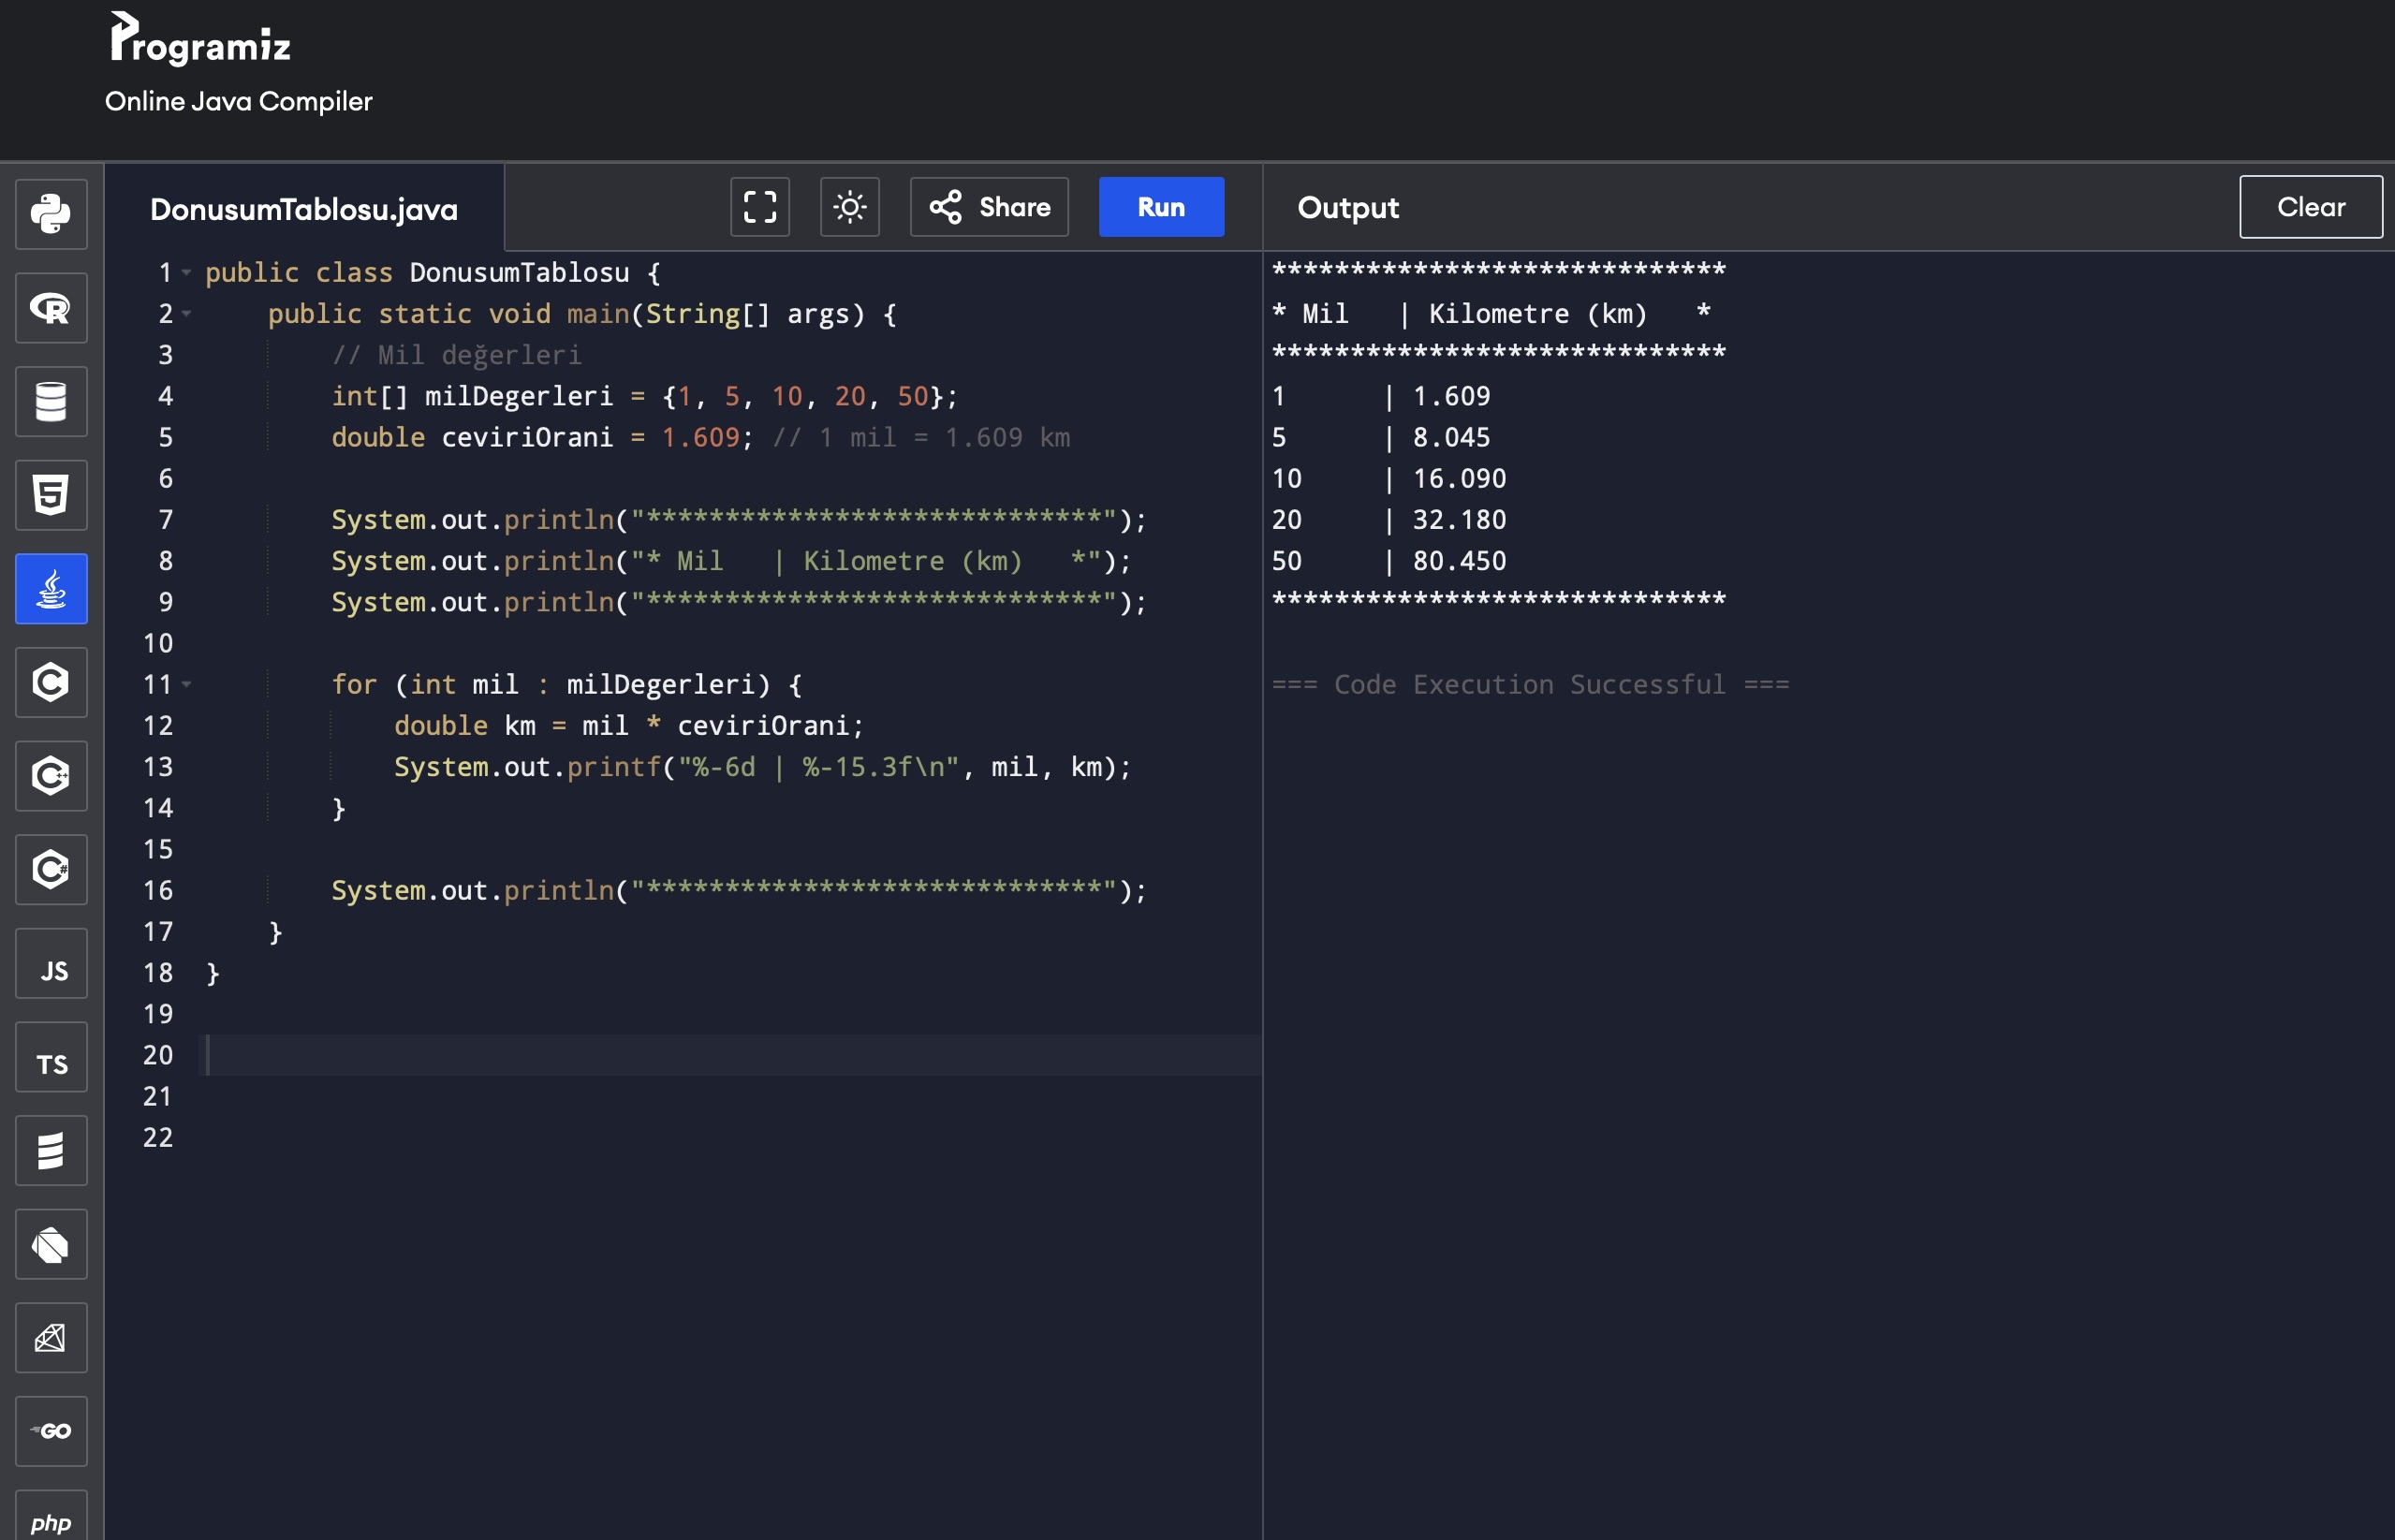 Programiz
Online Java Compiler
DonusumTablosu.java
Share
Run
Output
Clear
1 public class DonusumTablosu {
2     public static void main(String[] args) {
3         // Mil değerleri
4         int[] milDegerleri = {1, 5, 10, 20, 50};
5         double ceviriOrani = 1.609; // 1 mil = 1.609 km
6
7         System.out.println("*****************************");
8         System.out.println("* Mil   | Kilometre (km)   *");
9         System.out.println("*****************************");
10
11         for (int mil : milDegerleri) {
12             double km = mil * ceviriOrani;
13             System.out.printf("%-6d | %-15.3f\n", mil, km);
14         }
15
16         System.out.println("*****************************");
17     }
18 }
19
20
21
22
*****************************
* Mil   | Kilometre (km)   *
*****************************
1      | 1.609
5      | 8.045
10     | 16.090
20     | 32.180
50     | 80.450
*****************************
=== Code Execution Successful ===
R
5
C
C++
C#
JS
TS
GO
php